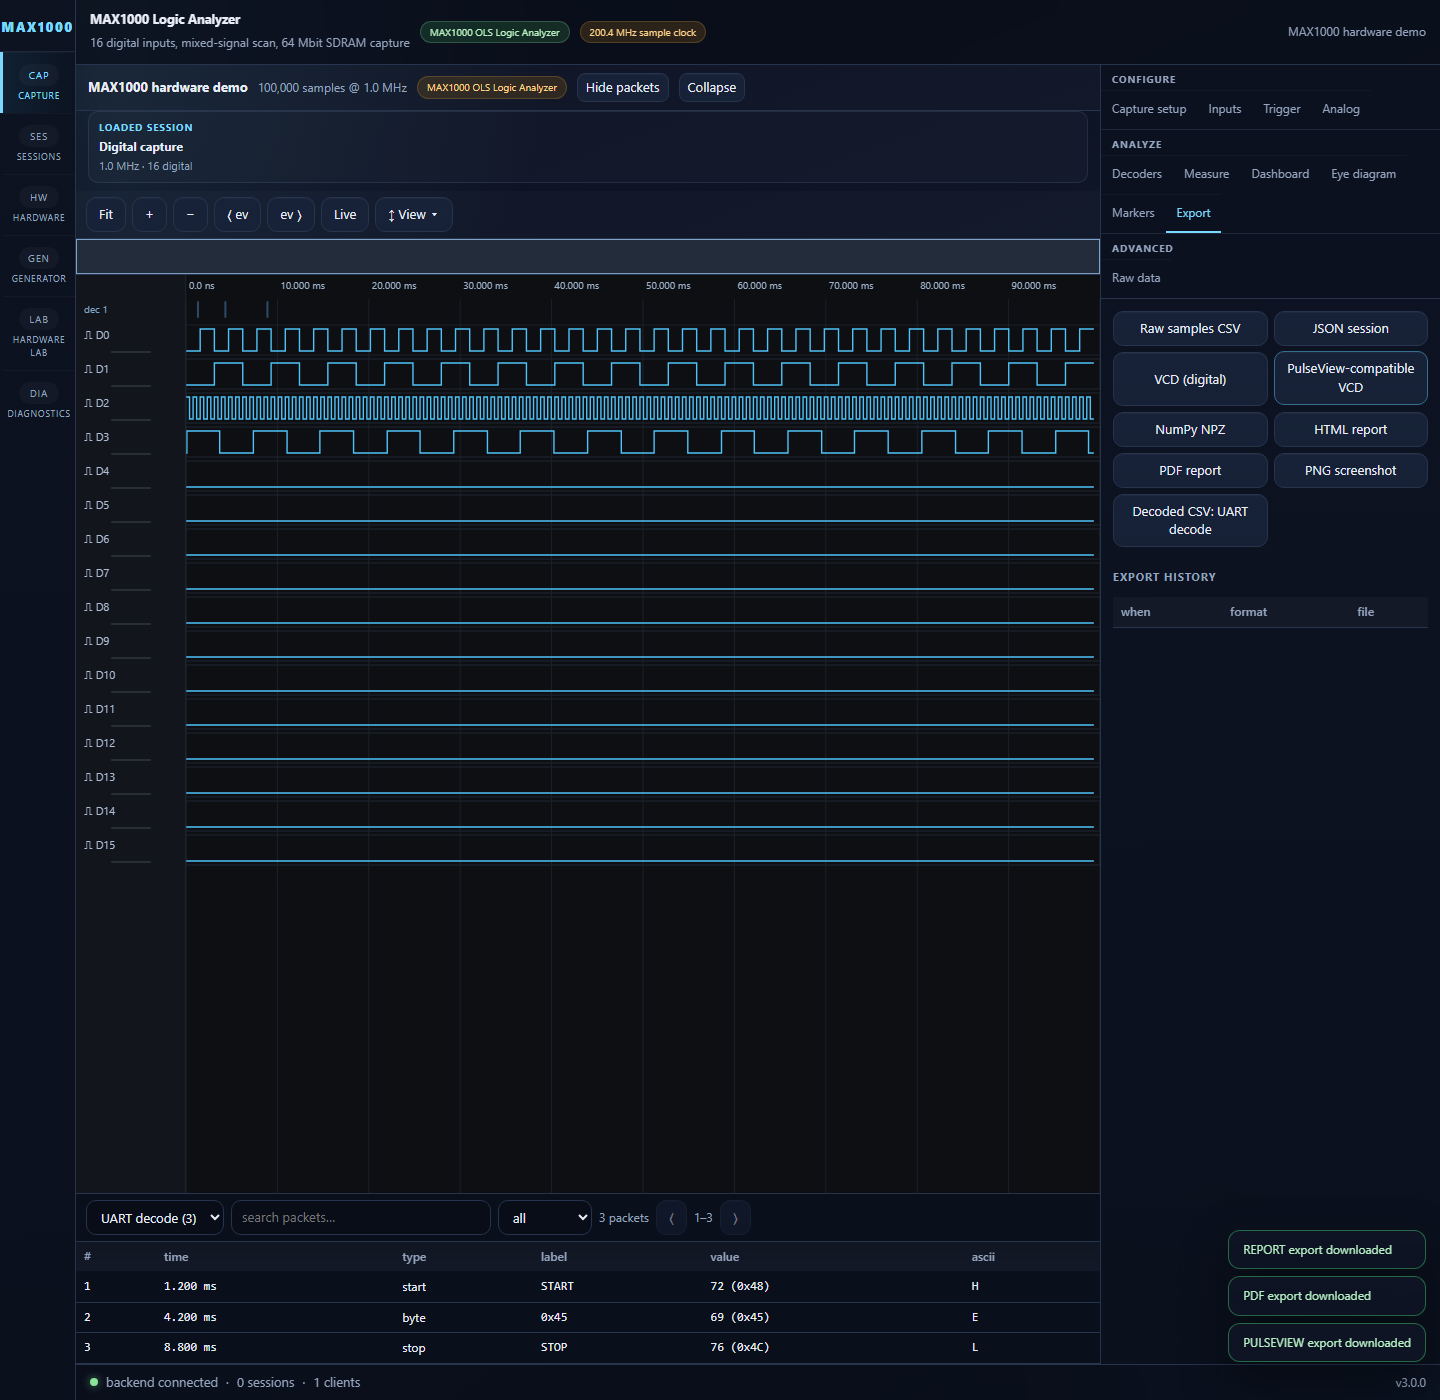 MAX1000
CAP
CAPTURE
SES
SESSIONS
HW
HARDWARE
GEN
GENERATOR
LAB
HARDWARE
LAB
DIA
DIAGNOSTICS
MAX1000 Logic Analyzer
16 digital inputs, mixed-signal scan, 64 Mbit SDRAM capture
MAX1000 OLS Logic Analyzer
200.4 MHz sample clock
MAX1000 hardware demo
MAX1000 hardware demo
100,000 samples @ 1.0 MHz
MAX1000 OLS Logic Analyzer
Hide packets
Collapse
LOADED SESSION
Digital capture
1.0 MHz · 16 digital
Fit
+
−
⟨ ev
ev ⟩
Live
↕ View ▾
0.0 ns
10.000 ms
20.000 ms
30.000 ms
40.000 ms
50.000 ms
60.000 ms
70.000 ms
80.000 ms
90.000 ms
dec 1
D0
D1
D2
D3
D4
D5
D6
D7
D8
D9
D10
D11
D12
D13
D14
D15
UART decode (3)
search packets...
all
3 packets
⟨
1–3
⟩
# time type label value ascii
1 1.200 ms start START 72 (0x48) H
2 4.200 ms byte 0x45 69 (0x45) E
3 8.800 ms stop STOP 76 (0x4C) L
CONFIGURE
Capture setup Inputs Trigger Analog
ANALYZE
Decoders Measure Dashboard Eye diagram
Markers Export
ADVANCED
Raw data
Raw samples CSV
JSON session
VCD (digital)
PulseView-compatible
VCD
NumPy NPZ
HTML report
PDF report
PNG screenshot
Decoded CSV: UART
decode
EXPORT HISTORY
when format file
REPORT export downloaded
PDF export downloaded
PULSEVIEW export downloaded
backend connected · 0 sessions · 1 clients
v3.0.0